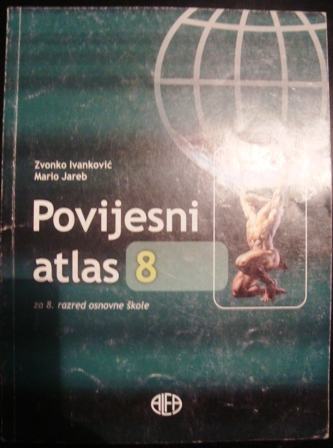 Zvonko Ivanković
Mario Jareb
Povijesni
atlas 8
za 8. razred osnovne škole
ALFA